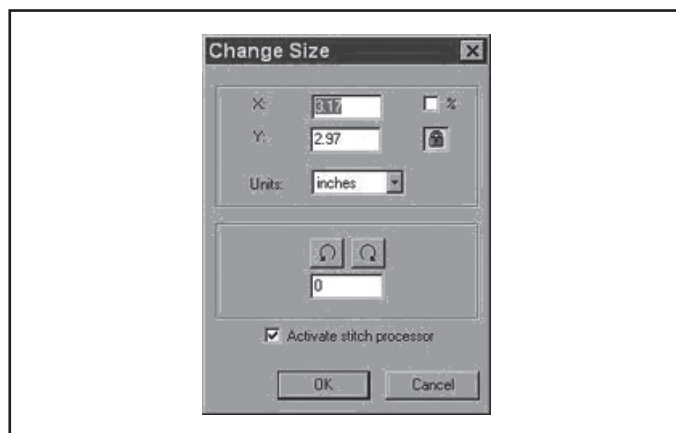 Change Size
X: 3.17 %
Y: 2.97
Units: inches
0
Activate stitch processor
OK Cancel